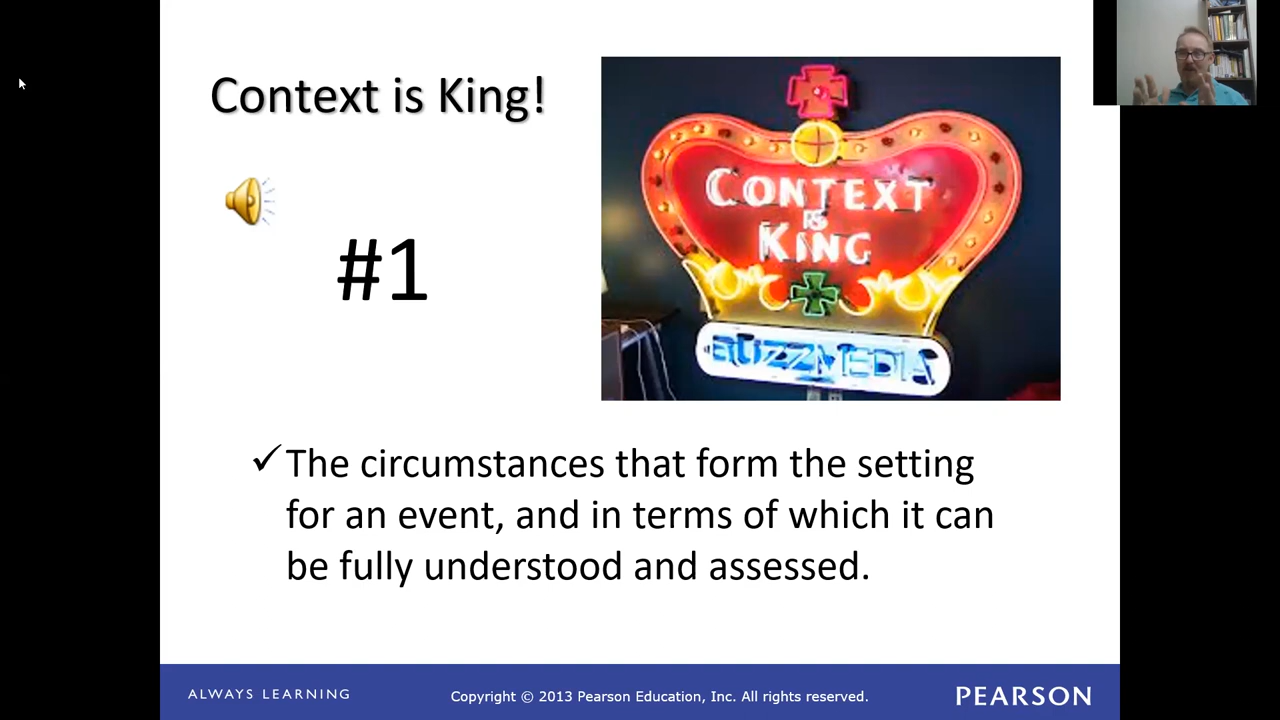 Context is King!
#1
CONTEXT
IS
KING
BUZZMEDIA
✓The circumstances that form the setting
for an event, and in terms of which it can
be fully understood and assessed.
ALWAYS LEARNING
Copyright © 2013 Pearson Education, Inc. All rights reserved.
PEARSON